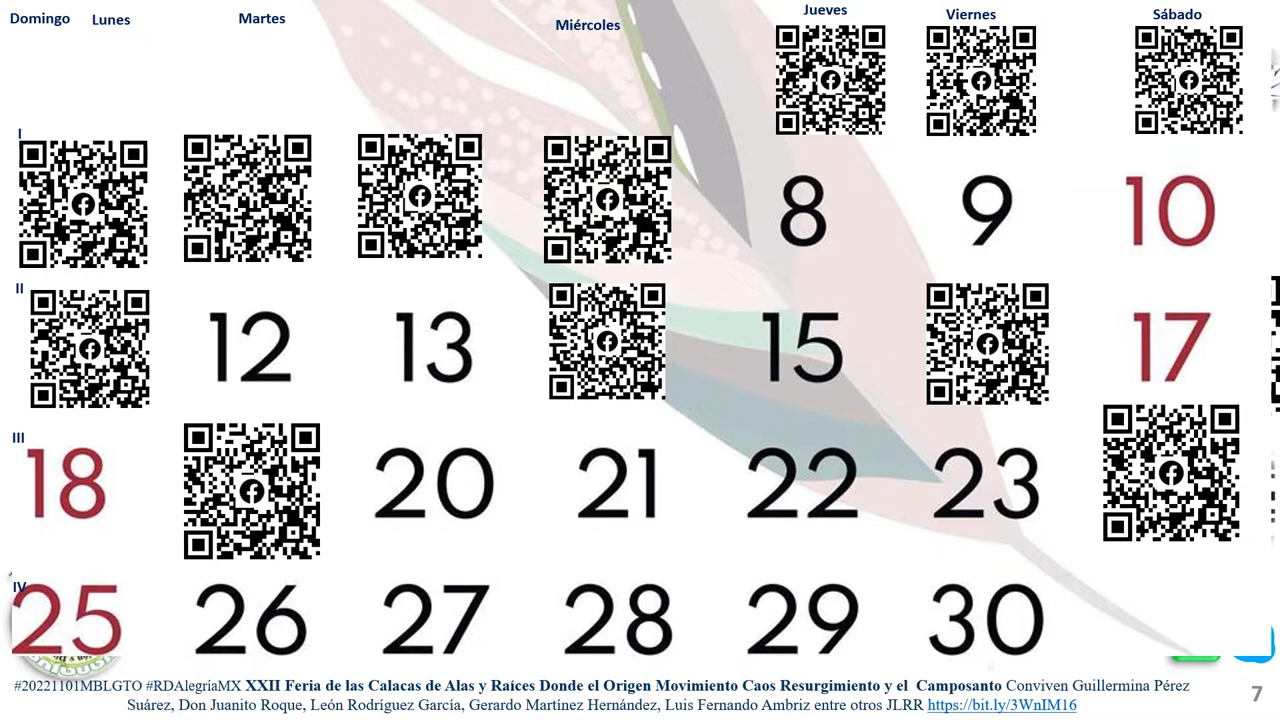 Domingo Lunes Martes Miércoles Jueves Viernes Sábado
I
8 9 10
II
12 13 15 17
III
18 20 21 22 23
IV
25 26 27 28 29 30
#20221101MBLGTO #RDAlegríaMX XXII Feria de las Calacas de Alas y Raíces Donde el Origen Movimiento Caos Resurgimiento y el Camposanto Conviven Guillermina Pérez
Suárez, Don Juanito Roque, León Rodríguez García, Gerardo Martínez Hernández, Luis Fernando Ambriz entre otros JLRR https://bit.ly/3WnIM16
7